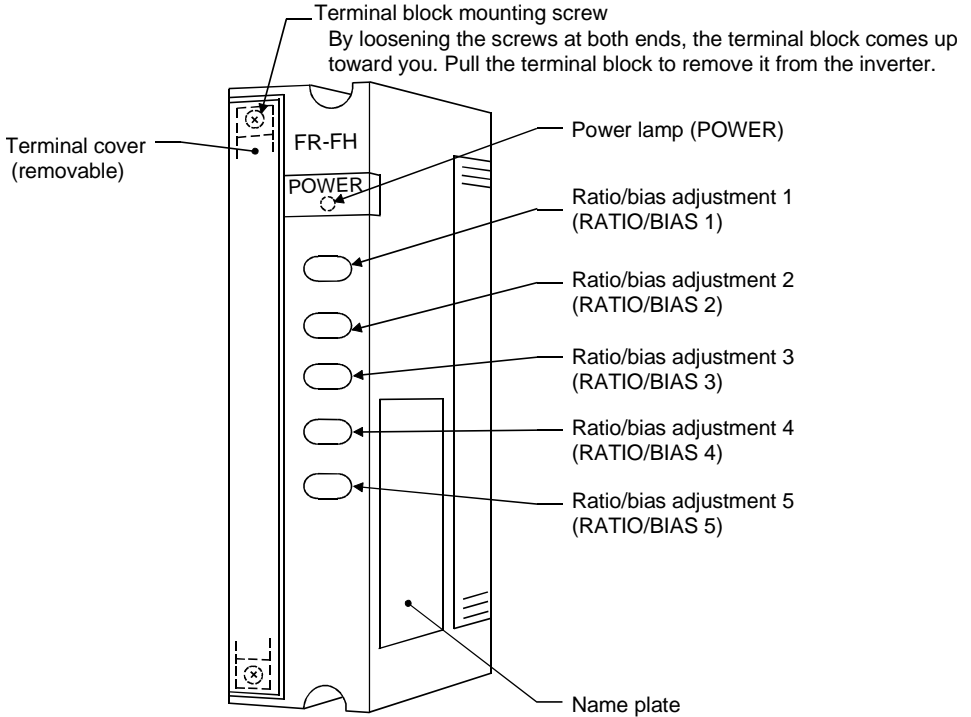 Terminal block mounting screw
By loosening the screws at both ends, the terminal block comes up
toward you. Pull the terminal block to remove it from the inverter.
Terminal cover
(removable)
FR-FH
POWER
Power lamp (POWER)
Ratio/bias adjustment 1
(RATIO/BIAS 1)
Ratio/bias adjustment 2
(RATIO/BIAS 2)
Ratio/bias adjustment 3
(RATIO/BIAS 3)
Ratio/bias adjustment 4
(RATIO/BIAS 4)
Ratio/bias adjustment 5
(RATIO/BIAS 5)
Name plate